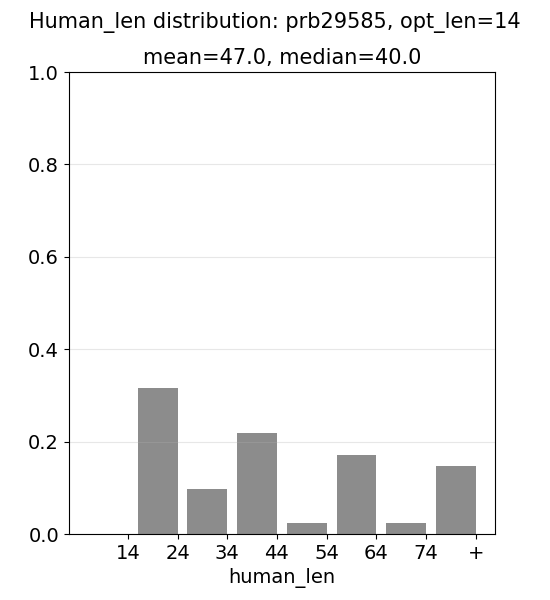 Human_len distribution: prb29585, opt_len=14
mean=47.0, median=40.0
1.0
0.8
0.6
0.4
0.2
0.0
14 24 34 44 54 64 74 +
human_len